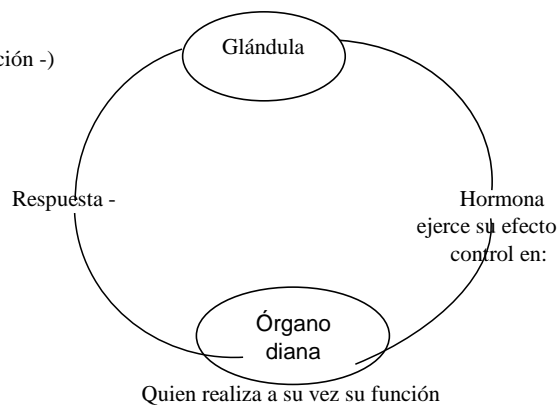 Glándula
ción -)
Respuesta -
Hormona
ejerce su efecto
control en:
Órgano
diana
Quien realiza a su vez su función